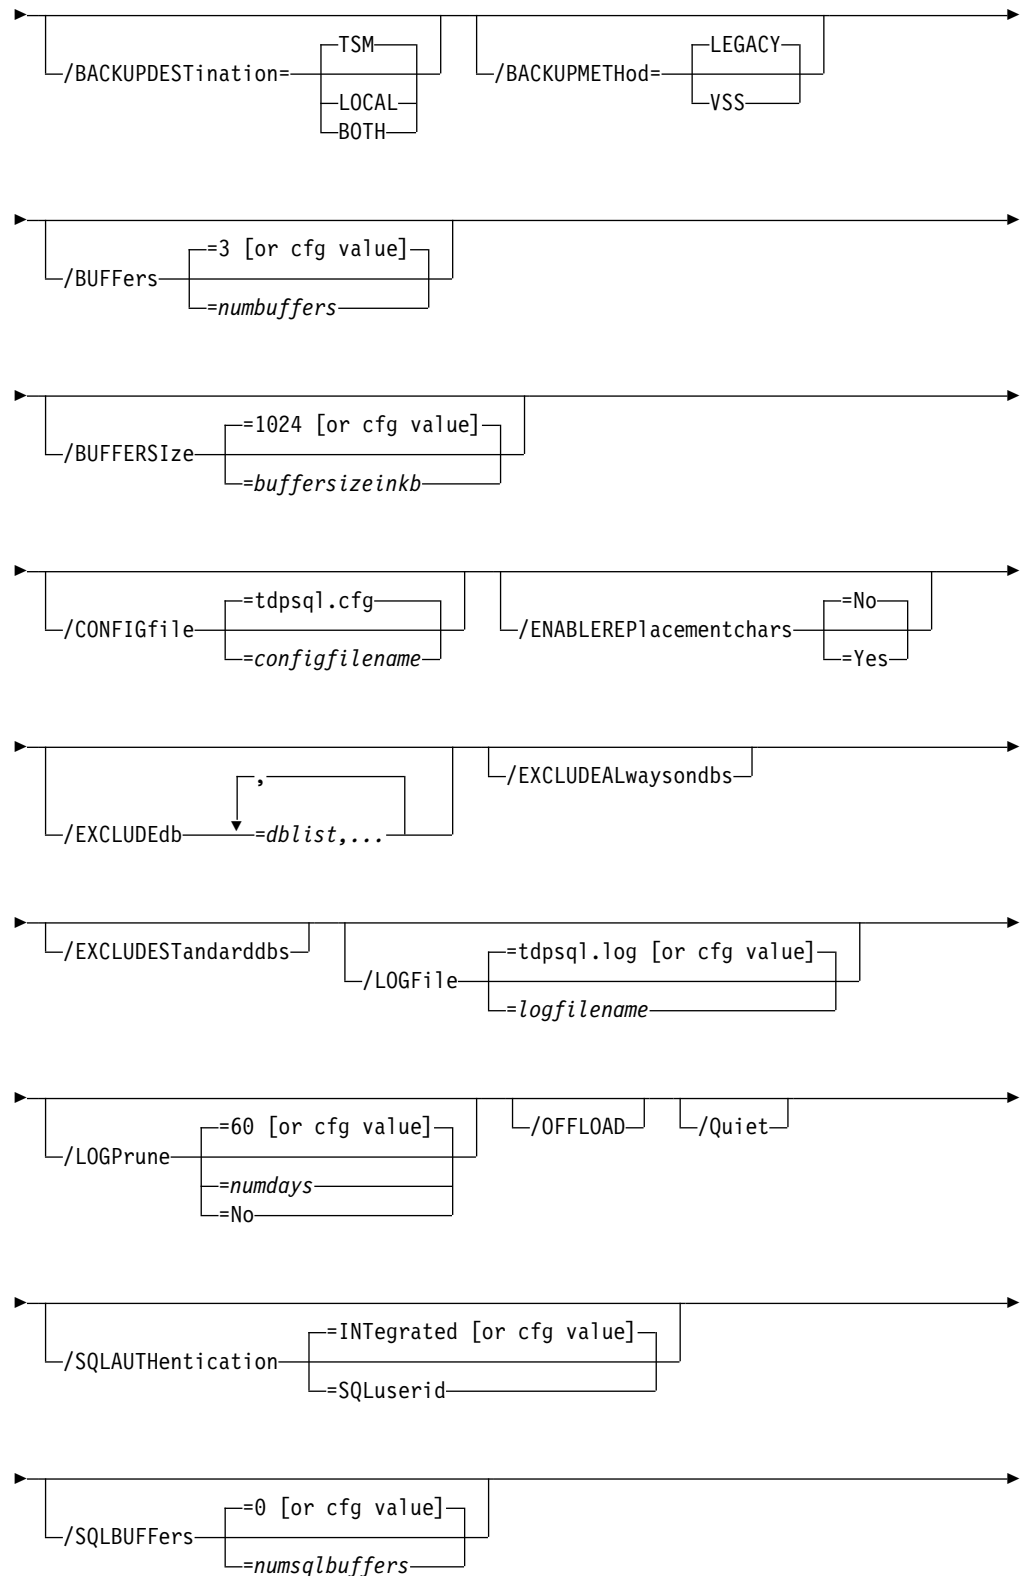 TSM
/BACKUPDESTination=
LOCAL
BOTH
LEGACY
/BACKUPMETHod=
VSS
=3 [or cfg value]
/BUFFers
=numbuffers
=1024 [or cfg value]
/BUFFERSIze
=buffersizeinkb
=tdpsql.cfg
/CONFIGfile
=configfilename
=No
/ENABLEREPlacementchars
=Yes
,
/EXCLUDEdb
=dblist,...
/EXCLUDEALwaysondbs
/EXCLUDESTandarddbs
=tdpsql.log [or cfg value]
/LOGFile
=logfilename
=60 [or cfg value]
/LOGPrune
=numdays
=No
/OFFLOAD
/Quiet
=INTegrated [or cfg value]
/SQLAUTHentication
=SQLuserid
=0 [or cfg value]
/SQLBUFFers
=numsqlbuffers